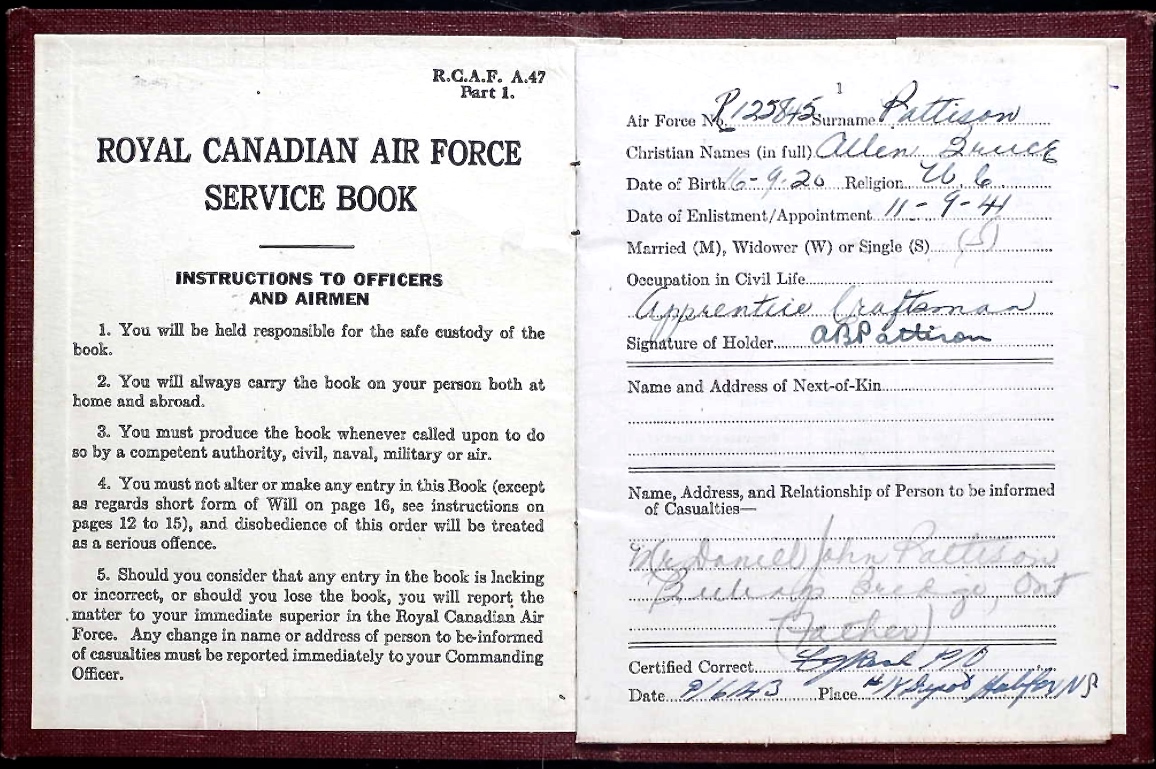 R.C.A.F. A.47
Part 1.
ROYAL CANADIAN AIR FORCE
SERVICE BOOK
INSTRUCTIONS TO OFFICERS
AND AIRMEN
1. You will be held responsible for the safe custody of the
book.
2. You will always carry the book on your person both at
home and abroad.
3. You must produce the book whenever called upon to do
so by a competent authority, civil, naval, military or air.
4. You must not alter or make any entry in this Book (except
as regards short form of Will on page 16, see instructions on
pages 12 to 15), and disobedience of this order will be treated
as a serious offence.
5. Should you consider that any entry in the book is lacking
or incorrect, or should you lose the book, you will report the
matter to your immediate superior in the Royal Canadian Air
Force. Any change in name or address of person to be informed
of casualties must be reported immediately to your Commanding
Officer.
1
Air Force No. R125845 Surname Pattison
Christian Names (in full) Allen Bruce
Date of Birth 16-9-20 Religion U.C.
Date of Enlistment/Appointment 11-9-41
Married (M), Widower (W) or Single (S) (S)
Occupation in Civil Life
Apprentice Craftsman
Signature of Holder ABPattison
Name and Address of Next-of-Kin
Name, Address, and Relationship of Person to be informed
of Casualties—
Mr Daniel John Pattison
Ont
(Father)
Certified Correct
Date 9/6/43 Place "Y" Depot Halifax NS